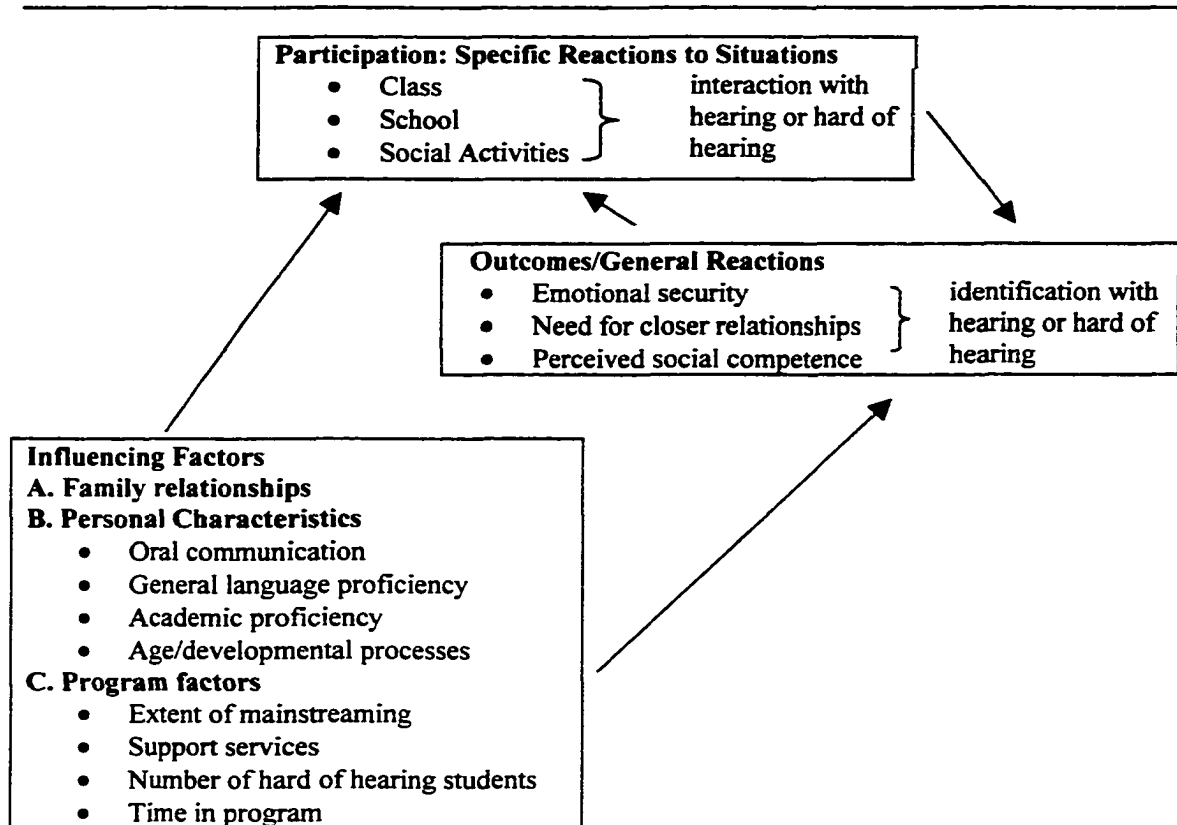 Participation: Specific Reactions to Situations
• Class
• School
• Social Activities
interaction with
hearing or hard of
hearing
Outcomes/General Reactions
• Emotional security
• Need for closer relationships
• Perceived social competence
identification with
hearing or hard of
hearing
Influencing Factors
A. Family relationships
B. Personal Characteristics
• Oral communication
• General language proficiency
• Academic proficiency
• Age/developmental processes
C. Program factors
• Extent of mainstreaming
• Support services
• Number of hard of hearing students
• Time in program